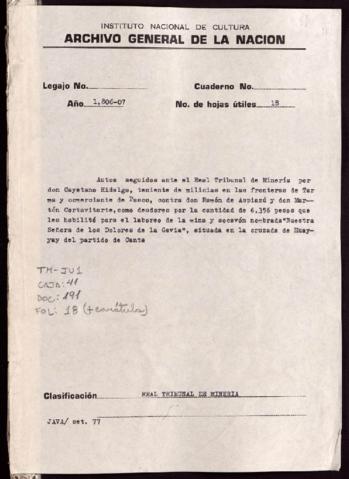 INSTITUTO NACIONAL DE CULTURA
ARCHIVO GENERAL DE LA NACION
Legajo No. Cuaderno No.
Año 1,806-07 No. de hojas útiles 18
Autos seguidos ante el Real Tribunal de Minería por
don Cayetano Hidalgo, teniente de milicias en las fronteras de Tar
ma y comerciante de Pasco, contra don Román de Azpiazú y don Mar-
tín Cortavitarte, como deudores por la cantidad de 6,356 pesos que
les habilitó para el laboreo de la mina y socavón nombrada "Nuestra
Señora de los Dolores de la Gavia", situada en la cruzada de Huay-
ay del partido de Canta
TM-JU1
CAJA: 41
DOC: 191
FOL: 18 (+ carátula)
Clasificación REAL TRIBUNAL DE MINERIA
JAVA/ set. 77